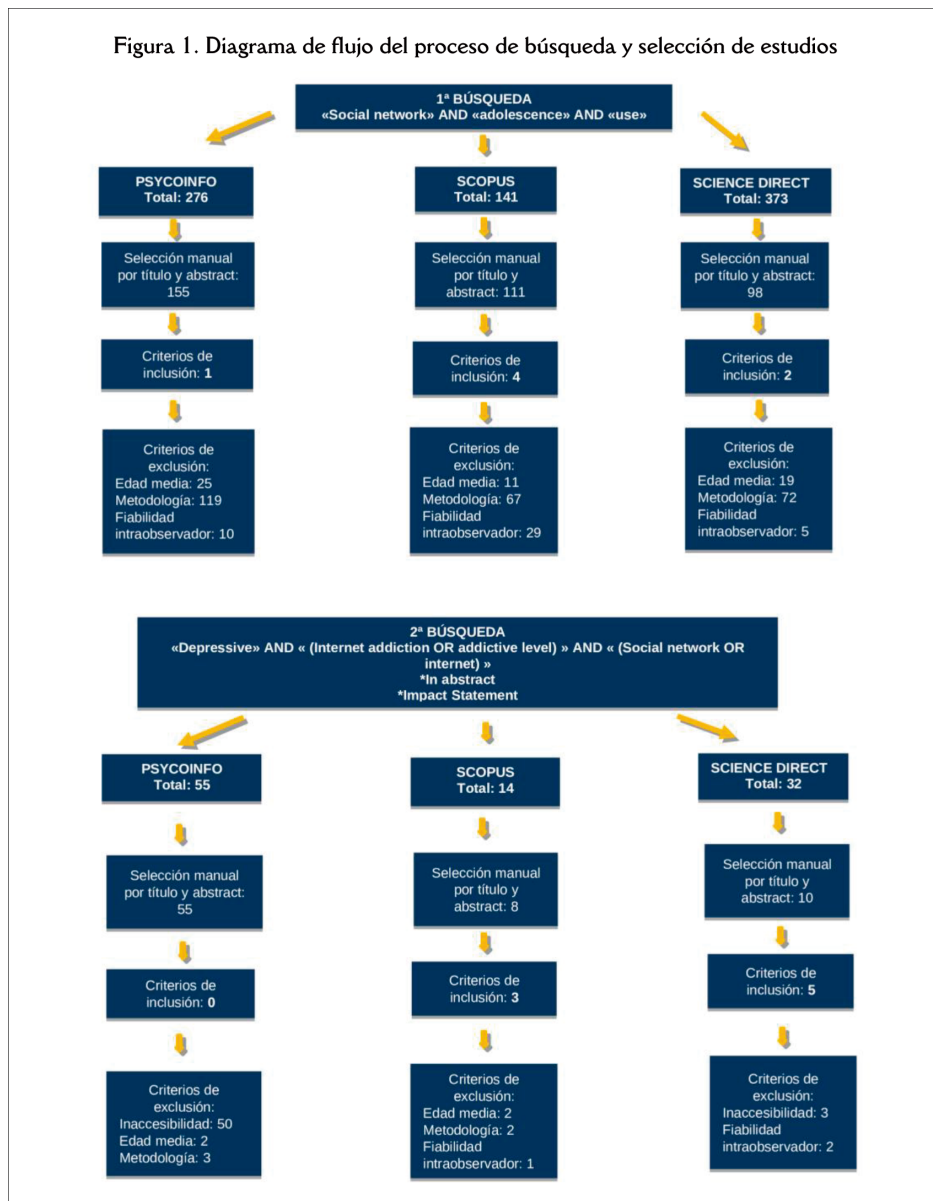 Figura 1. Diagrama de flujo del proceso de búsqueda y selección de estudios
1ª BÚSQUEDA
«Social network» AND «adolescence» AND «use»
PSYCOINFO
Total: 276
Selección manual
por título y abstract:
155
Criterios de
inclusión: 1
Criterios de
exclusión:
Edad media: 25
Metodología: 119
Fiabilidad
intraobservador: 10
SCOPUS
Total: 141
Selección manual
por título y
abstract: 111
Criterios de
inclusión: 4
Criterios de
exclusión:
Edad media: 11
Metodología: 67
Fiabilidad
intraobservador: 29
SCIENCE DIRECT
Total: 373
Selección manual
por título y abstract:
98
Criterios de
inclusión: 2
Criterios de
exclusión:
Edad media: 19
Metodología: 72
Fiabilidad
intraobservador: 5
2ª BÚSQUEDA
«Depressive» AND « (Internet addiction OR addictive level) » AND « (Social network OR
internet) »
*In abstract
*Impact Statement
PSYCOINFO
Total: 55
Selección manual
por título y abstract:
55
Criterios de
inclusión: 0
Criterios de
exclusión:
Inaccesibilidad: 50
Edad media: 2
Metodología: 3
SCOPUS
Total: 14
Selección manual
por título y
abstract: 8
Criterios de
inclusión: 3
Criterios de
exclusión:
Edad media: 2
Metodología: 2
Fiabilidad
intraobservador: 1
SCIENCE DIRECT
Total: 32
Selección manual
por título y
abstract: 10
Criterios de
inclusión: 5
Criterios de
exclusión:
Inaccesibilidad: 3
Fiabilidad
intraobservador: 2